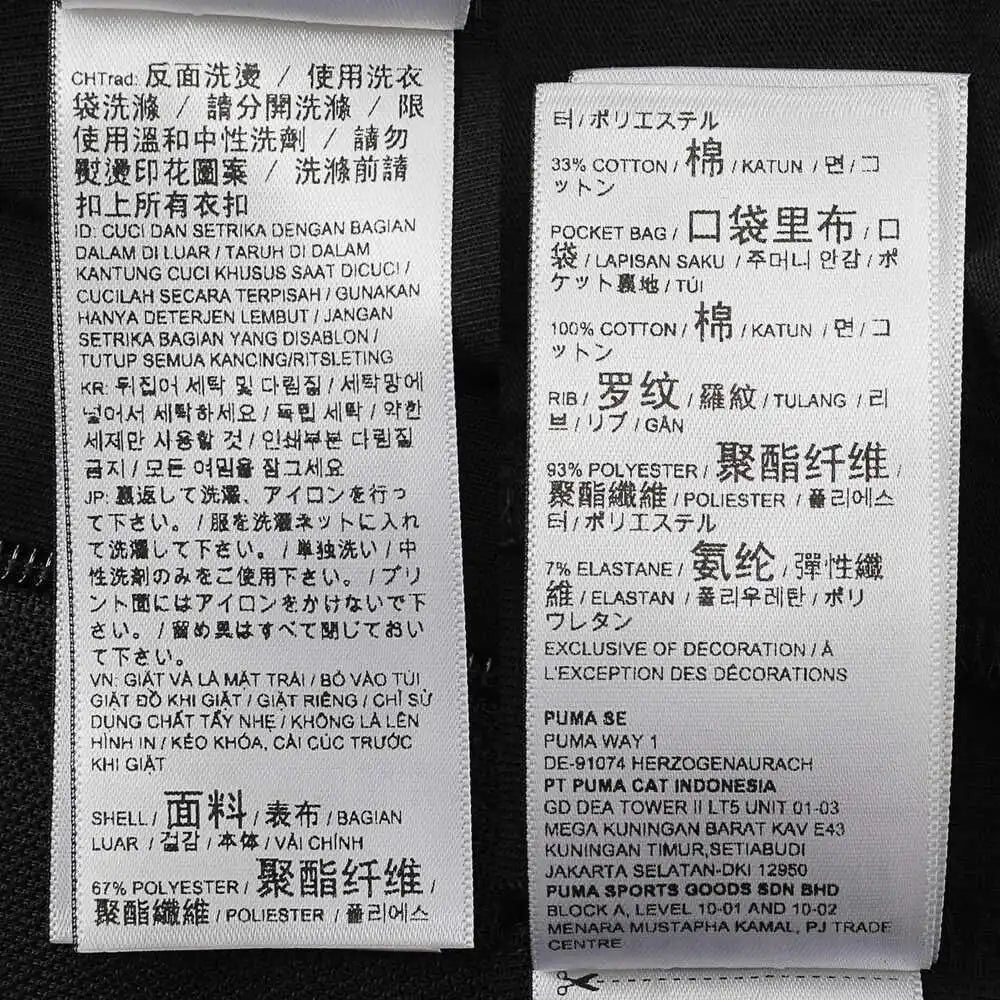 CHTrad: 反面洗燙 / 使用洗衣
袋洗滌 / 請分開洗滌 / 限
使用溫和中性洗劑 / 請勿
熨燙印花圖案 / 洗滌前請
扣上所有衣扣
ID: CUCI DAN SETRIKA DENGAN BAGIAN
DALAM DI LUAR / TARUH DI DALAM
KANTUNG CUCI KHUSUS SAAT DICUCI /
CUCILAH SECARA TERPISAH / GUNAKAN
HANYA DETERJEN LEMBUT / JANGAN
SETRIKA BAGIAN YANG DISABLON /
TUTUP SEMUA KANCING/RITSLETING
KR: 뒤집어 세탁 및 다림질 / 세탁망에
넣어서 세탁하세요 / 독립 세탁 / 약한
세제만 사용할 것 / 인쇄부분 다림질
금지 / 모든 여밈을 잠그세요
JP: 裏返して洗濯、アイロンを行っ
て下さい。 / 服を洗濯ネットに入れ
て洗濯して下さい。 / 単独洗い / 中
性洗剤のみをご使用下さい。 / プリ
ント面にはアイロンをかけないで下
さい。 / 留め具はすべて閉じておい
て下さい。
VN: GIẶT VÀ LÀ MẶT TRÁI / BỎ VÀO TÚI
GIẶT ĐỒ KHI GIẶT / GIẶT RIÊNG / CHỈ SỬ
DỤNG CHẤT TẨY NHẸ / KHÔNG LÀ LÊN
HÌNH IN / KÉO KHÓA, CÀI CÚC TRƯỚC
KHI GIẶT
SHELL / 面料 / 表布 / BAGIAN
LUAR / 겉감 / 本体 / VẢI CHÍNH
67% POLYESTER / 聚酯纤维 /
聚酯纖維 / POLIESTER / 폴리에스
터 / ポリエステル
33% COTTON / 棉 / KATUN / 면 / コ
ットン
POCKET BAG / 口袋里布 / 口
袋 / LAPISAN SAKU / 주머니 안감 / ポ
ケット裏地 / TÚI
100% COTTON / 棉 / KATUN / 면 / コ
ットン
RIB / 罗纹 / 羅紋 / TULANG / 리
브 / リブ / GÂN
93% POLYESTER / 聚酯纤维 /
聚酯纖維 / POLIESTER / 폴리에스
터 / ポリエステル
7% ELASTANE / 氨纶 / 彈性纖
維 / ELASTAN / 폴리우레탄 / ポリ
ウレタン
EXCLUSIVE OF DECORATION / À
L'EXCEPTION DES DÉCORATIONS
PUMA SE
PUMA WAY 1
DE-91074 HERZOGENAURACH
PT PUMA CAT INDONESIA
GD DEA TOWER II LT5 UNIT 01-03
MEGA KUNINGAN BARAT KAV E43
KUNINGAN TIMUR,SETIABUDI
JAKARTA SELATAN-DKI 12950
PUMA SPORTS GOODS SDN BHD
BLOCK A, LEVEL 10-01 AND 10-02
MENARA MUSTAPHA KAMAL, PJ TRADE
CENTRE